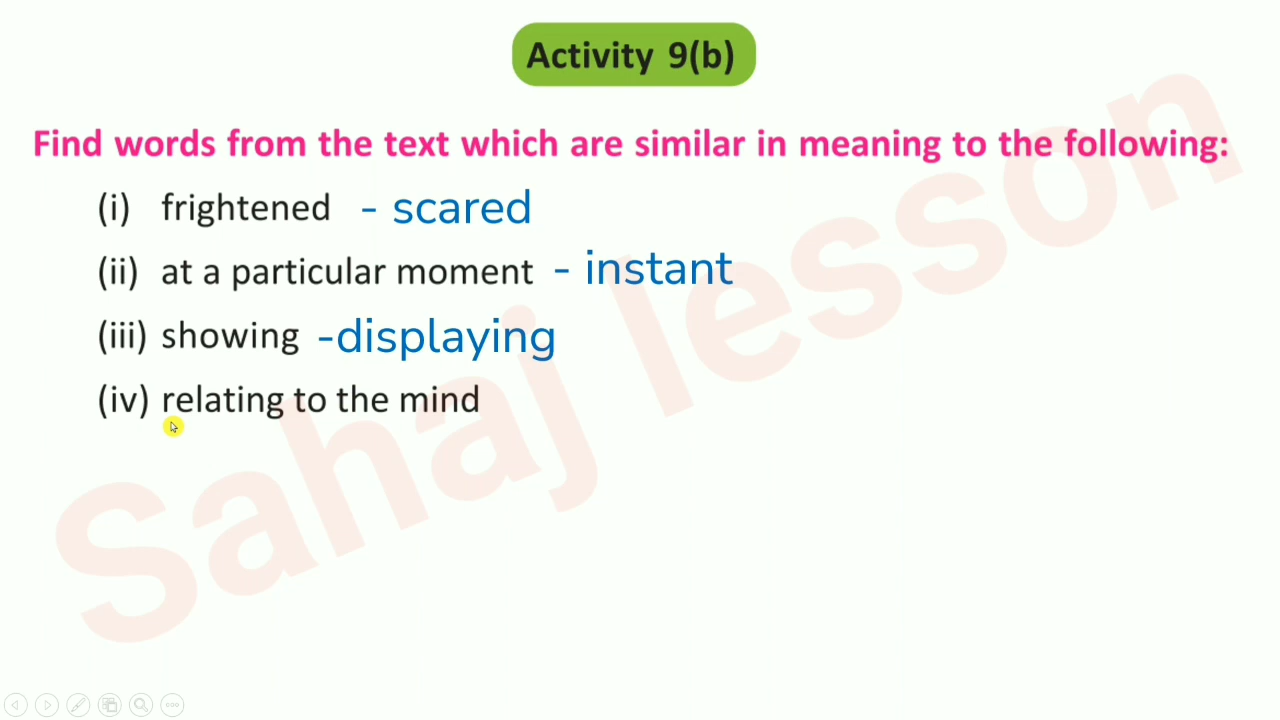 Activity 9(b)
Find words from the text which are similar in meaning to the following:
(i) frightened - scared
(ii) at a particular moment - instant
(iii) showing -displaying
(iv) relating to the mind
Sahaj lesson